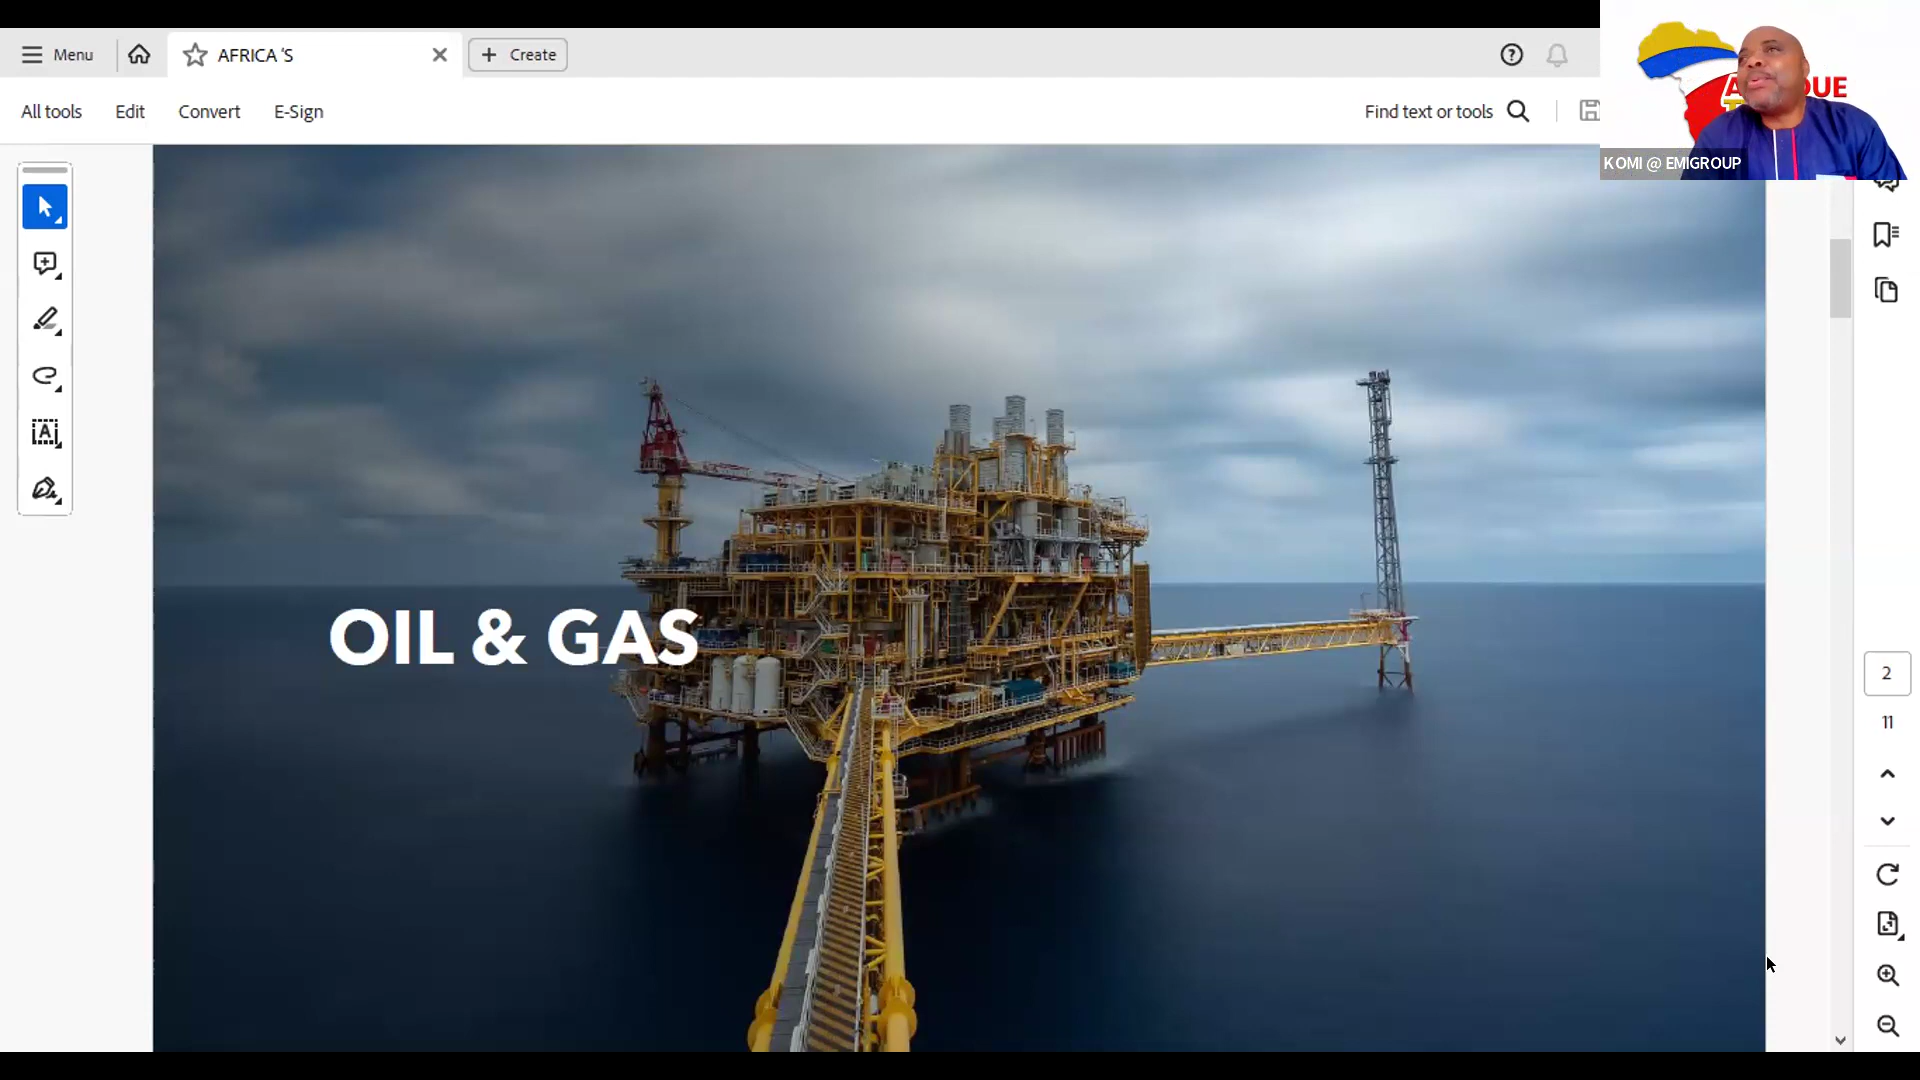 Menu
AFRICA 'S
Create
All tools
Edit
Convert
E-Sign
Find text or tools
KOMI @ EMIGROUP
OIL & GAS
2
11